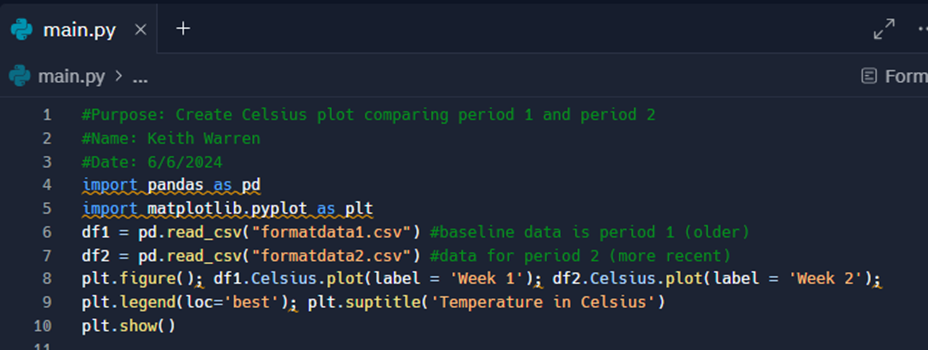 main.py × +
main.py > ...
Form
1 #Purpose: Create Celsius plot comparing period 1 and period 2
2 #Name: Keith Warren
3 #Date: 6/6/2024
4 import pandas as pd
5 import matplotlib.pyplot as plt
6 df1 = pd.read_csv("formatdata1.csv") #baseline data is period 1 (older)
7 df2 = pd.read_csv("formatdata2.csv") #data for period 2 (more recent)
8 plt.figure(); df1.Celsius.plot(label = 'Week 1'); df2.Celsius.plot(label = 'Week 2');
9 plt.legend(loc='best'); plt.suptitle('Temperature in Celsius')
10 plt.show()
11